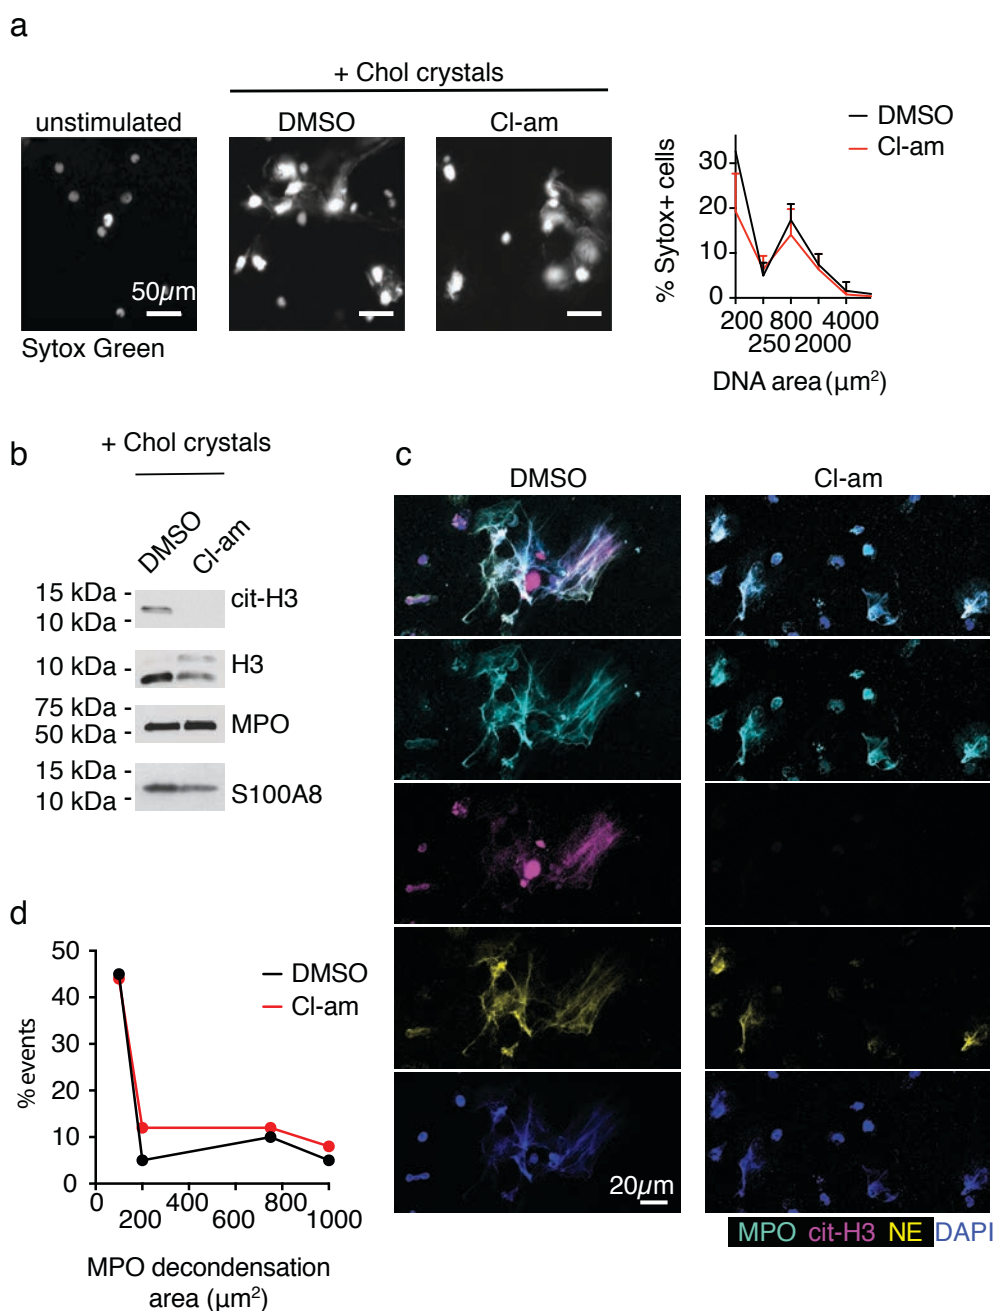 a
+ Chol crystals
unstimulated
DMSO
Cl-am
50µm
Sytox Green
DMSO
Cl-am
% Sytox+ cells
30
20
10
0
200 800 4000
250 2000
DNA area (µm²)
b
+ Chol crystals
DMSO
Cl-am
15 kDa -
10 kDa -
cit-H3
10 kDa -
H3
75 kDa -
50 kDa -
MPO
15 kDa -
10 kDa -
S100A8
c
DMSO
Cl-am
20µm
MPO cit-H3 NE DAPI
d
DMSO
Cl-am
% events
50
40
30
20
10
0
0 400 800
200 600 1000
MPO decondensation
area (µm²)